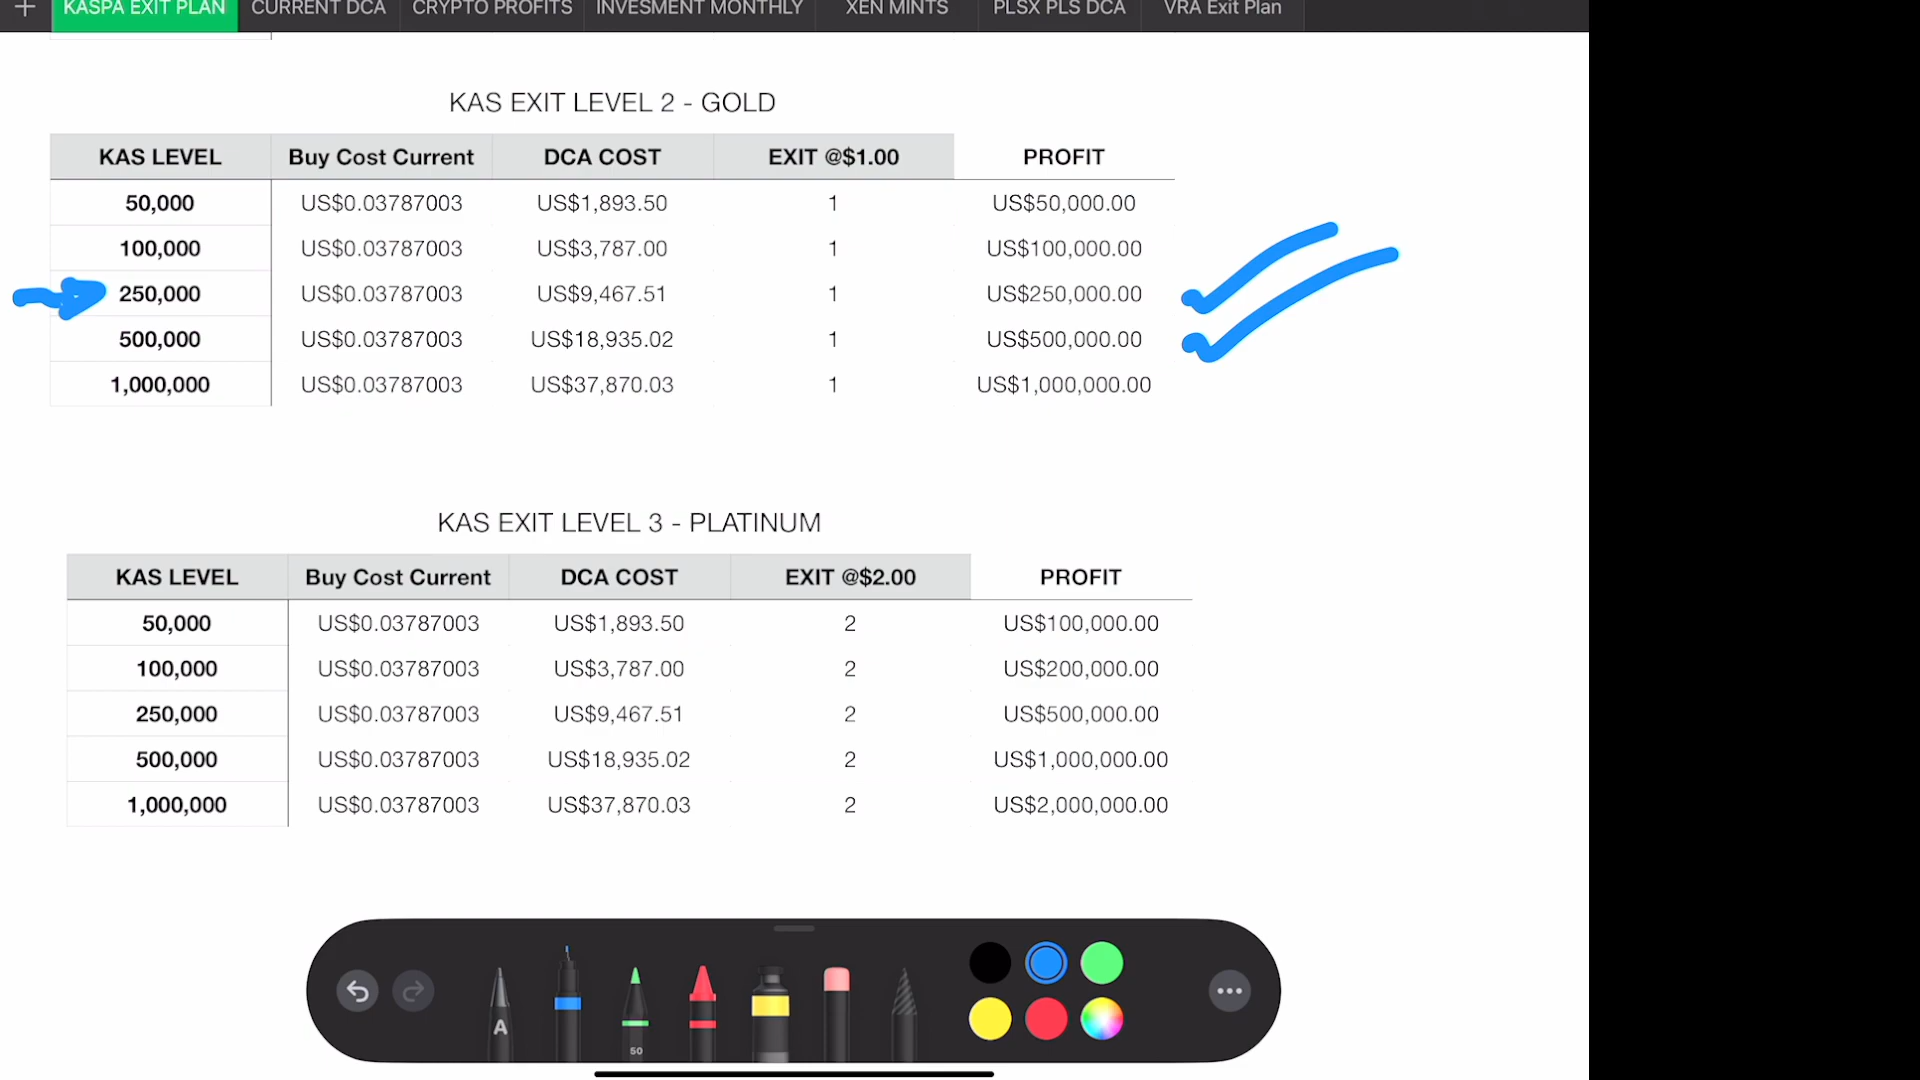 KASPA EXIT PLAN CURRENT DCA CRYPTO PROFITS INVESMENT MONTHLY XEN MINTS PLSX PLS DCA VRA Exit Plan
KAS EXIT LEVEL 2 - GOLD
KAS LEVEL Buy Cost Current DCA COST EXIT @$1.00 PROFIT
50,000 US$0.03787003 US$1,893.50 1 US$50,000.00
100,000 US$0.03787003 US$3,787.00 1 US$100,000.00
250,000 US$0.03787003 US$9,467.51 1 US$250,000.00
500,000 US$0.03787003 US$18,935.02 1 US$500,000.00
1,000,000 US$0.03787003 US$37,870.03 1 US$1,000,000.00
KAS EXIT LEVEL 3 - PLATINUM
KAS LEVEL Buy Cost Current DCA COST EXIT @$2.00 PROFIT
50,000 US$0.03787003 US$1,893.50 2 US$100,000.00
100,000 US$0.03787003 US$3,787.00 2 US$200,000.00
250,000 US$0.03787003 US$9,467.51 2 US$500,000.00
500,000 US$0.03787003 US$18,935.02 2 US$1,000,000.00
1,000,000 US$0.03787003 US$37,870.03 2 US$2,000,000.00
A
50